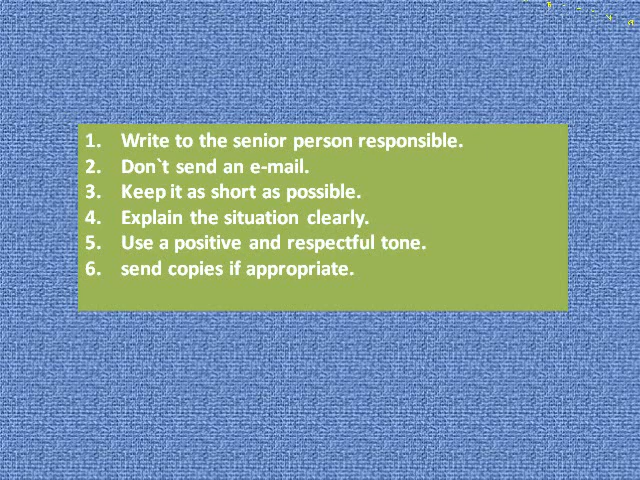 1. Write to the senior person responsible.
2. Don`t send an e-mail.
3. Keep it as short as possible.
4. Explain the situation clearly.
5. Use a positive and respectful tone.
6. send copies if appropriate.